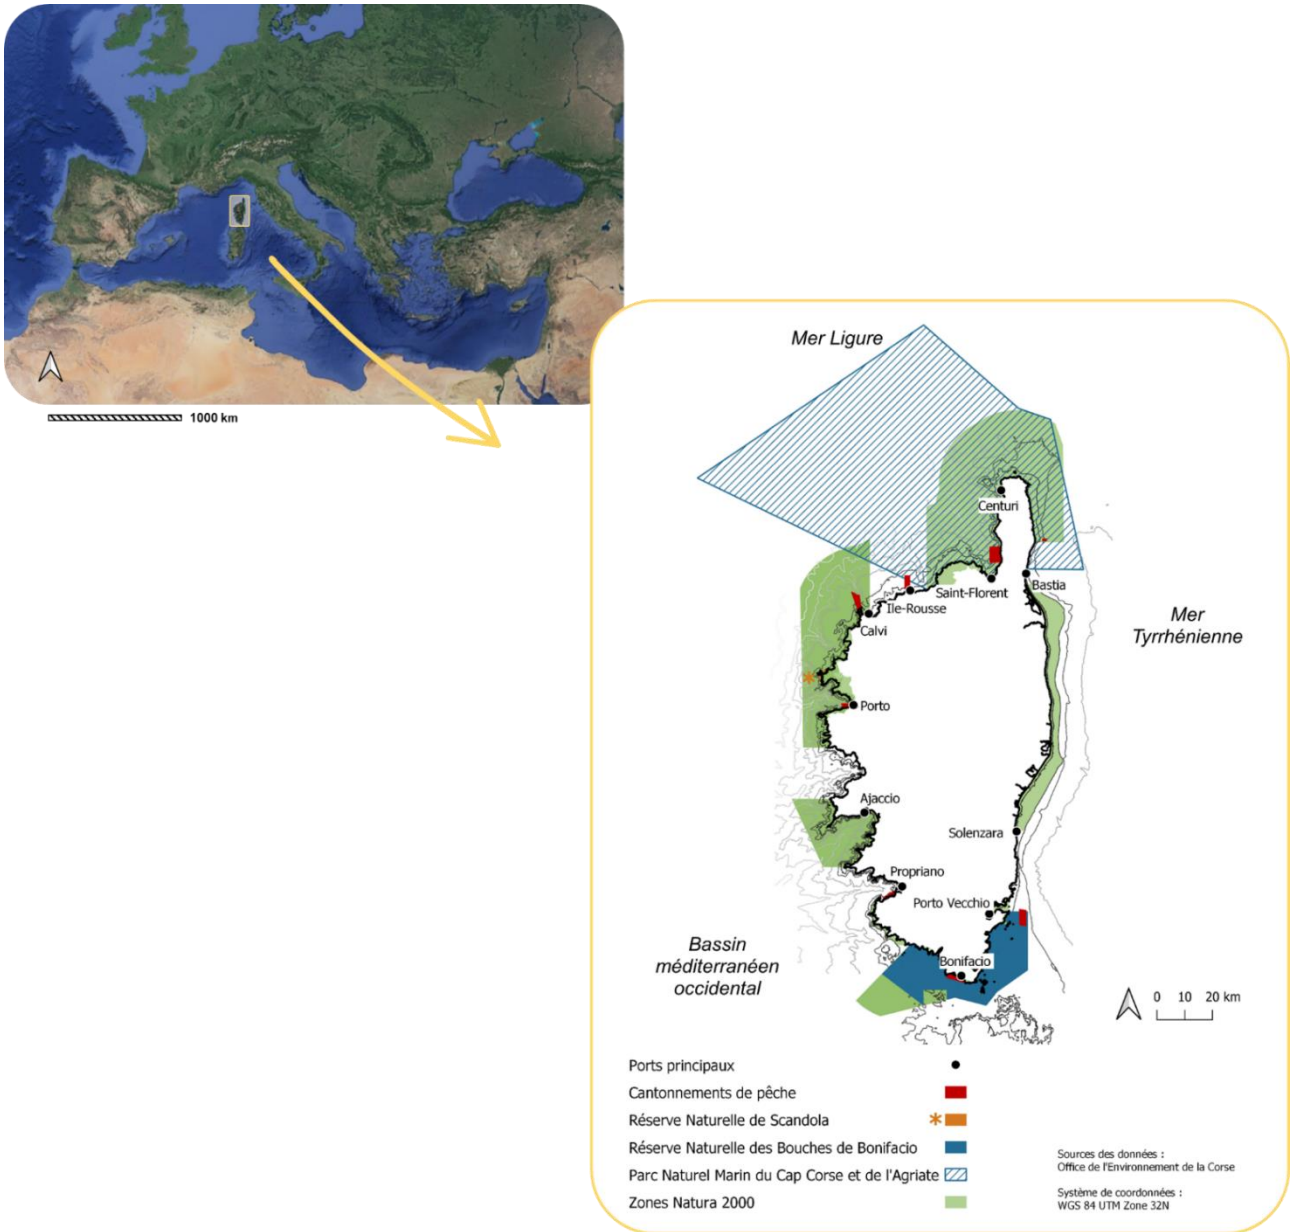 1000 km
Mer Ligure
Centuri
Saint-Florent
Bastia
Ile-Rousse
Calvi
Mer
Tyrrhénienne
Porto
Ajaccio
Solenzara
Propriano
Porto Vecchio
Bassin
méditerranéen
occidental
Bonifacio
0 10 20 km
Ports principaux
Cantonnements de pêche
Réserve Naturelle de Scandola
Réserve Naturelle des Bouches de Bonifacio
Parc Naturel Marin du Cap Corse et de l'Agriate
Zones Natura 2000
Sources des données :
Office de l'Environnement de la Corse
Système de coordonnées :
WGS 84 UTM Zone 32N